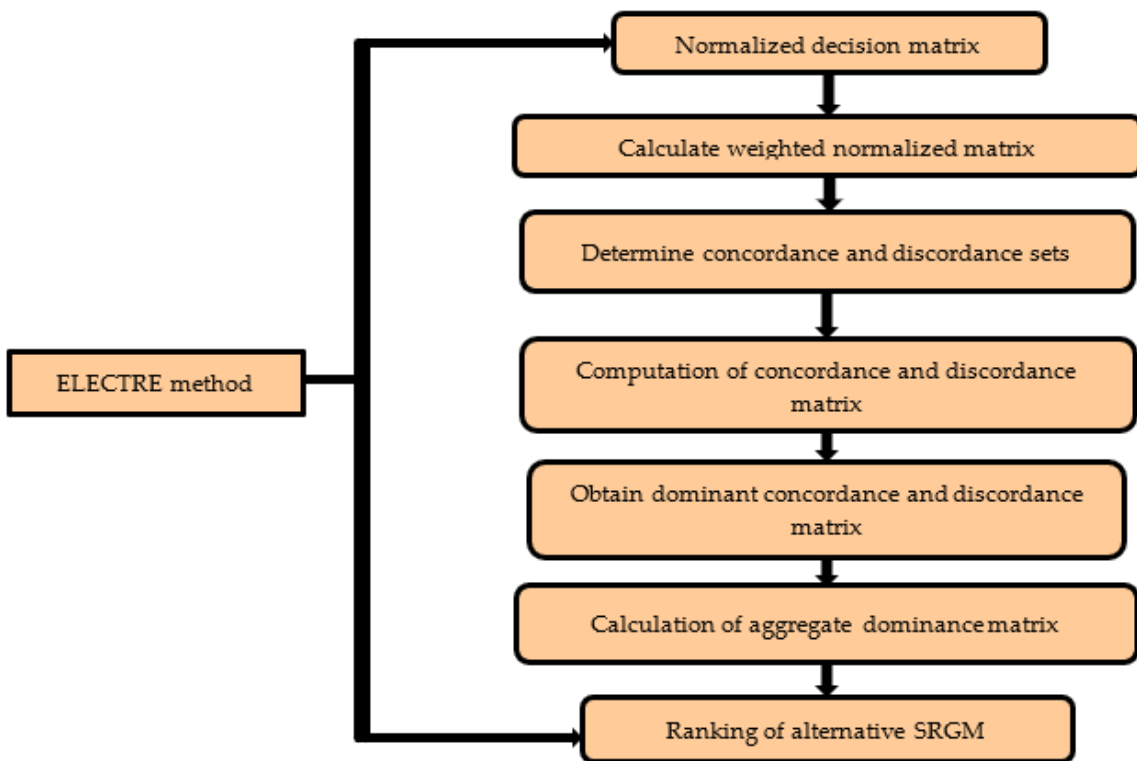 Normalized decision matrix
Calculate weighted normalized matrix
Determine concordance and discordance sets
ELECTRE method
Computation of concordance and discordance
matrix
Obtain dominant concordance and discordance
matrix
Calculation of aggregate dominance matrix
Ranking of alternative SRGM